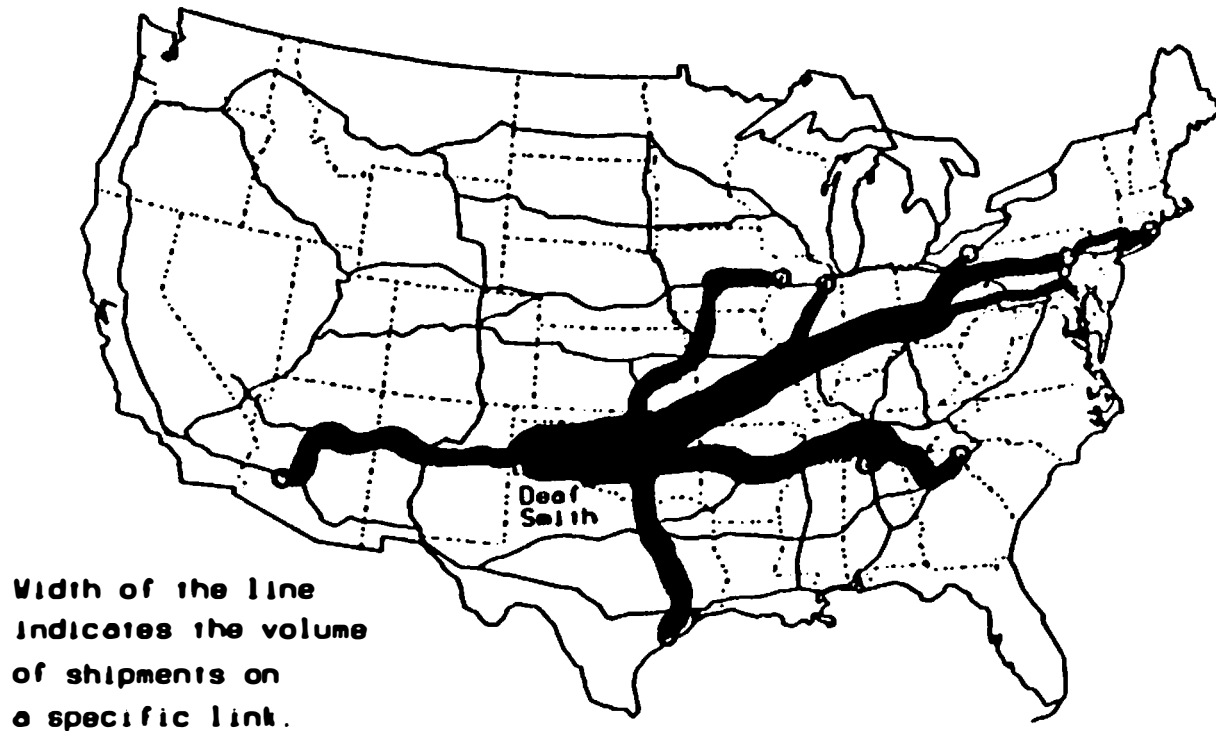 Deaf
Smith
Width of the line
indicates the volume
of shipments on
a specific link.